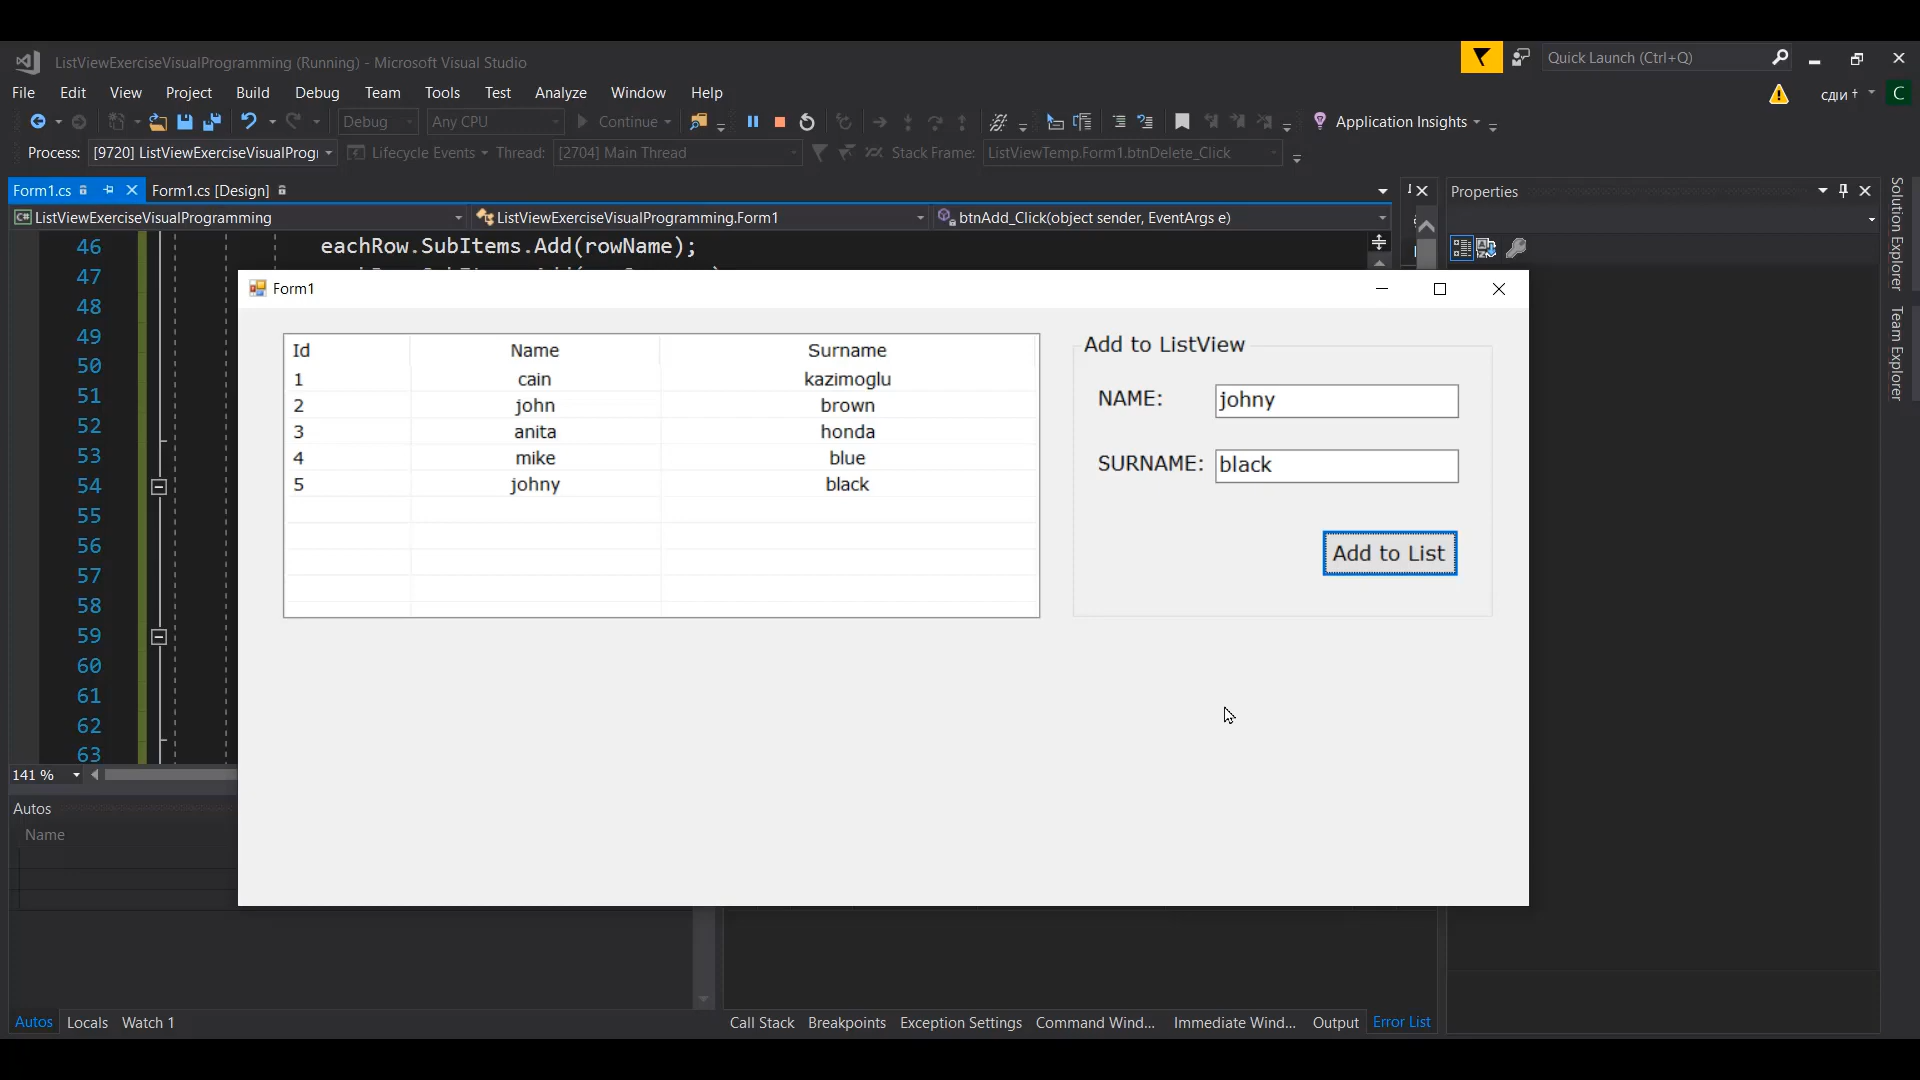 ListViewExerciseVisualProgramming (Running) - Microsoft Visual Studio
Quick Launch (Ctrl+Q)
File Edit View Project Build Debug Team Tools Test Analyze Window Help
C
Debug Any CPU Continue Application Insights
Process: [9720] ListViewExerciseVisualProg Lifecycle Events Thread: [2704] Main Thread Stack Frame: ListViewTemp.Form1.btnDelete_Click
Form1.cs Form1.cs [Design] Properties
ListViewExerciseVisualProgramming ListViewExerciseVisualProgramming.Form1 btnAdd_Click(object sender, EventArgs e)
Solution Explorer
Team Explorer
46 eachRow.SubItems.Add(rowName);
47
48
49
50
51
52
53
54
55
56
57
58
59
60
61
62
63
Form1
Id Name Surname
1 cain kazimoglu
2 john brown
3 anita honda
4 mike blue
5 johny black
Add to ListView
NAME: johny
SURNAME: black
Add to List
141 %
Autos
Name
Autos Locals Watch 1
Call Stack Breakpoints Exception Settings Command Wind... Immediate Wind... Output Error List